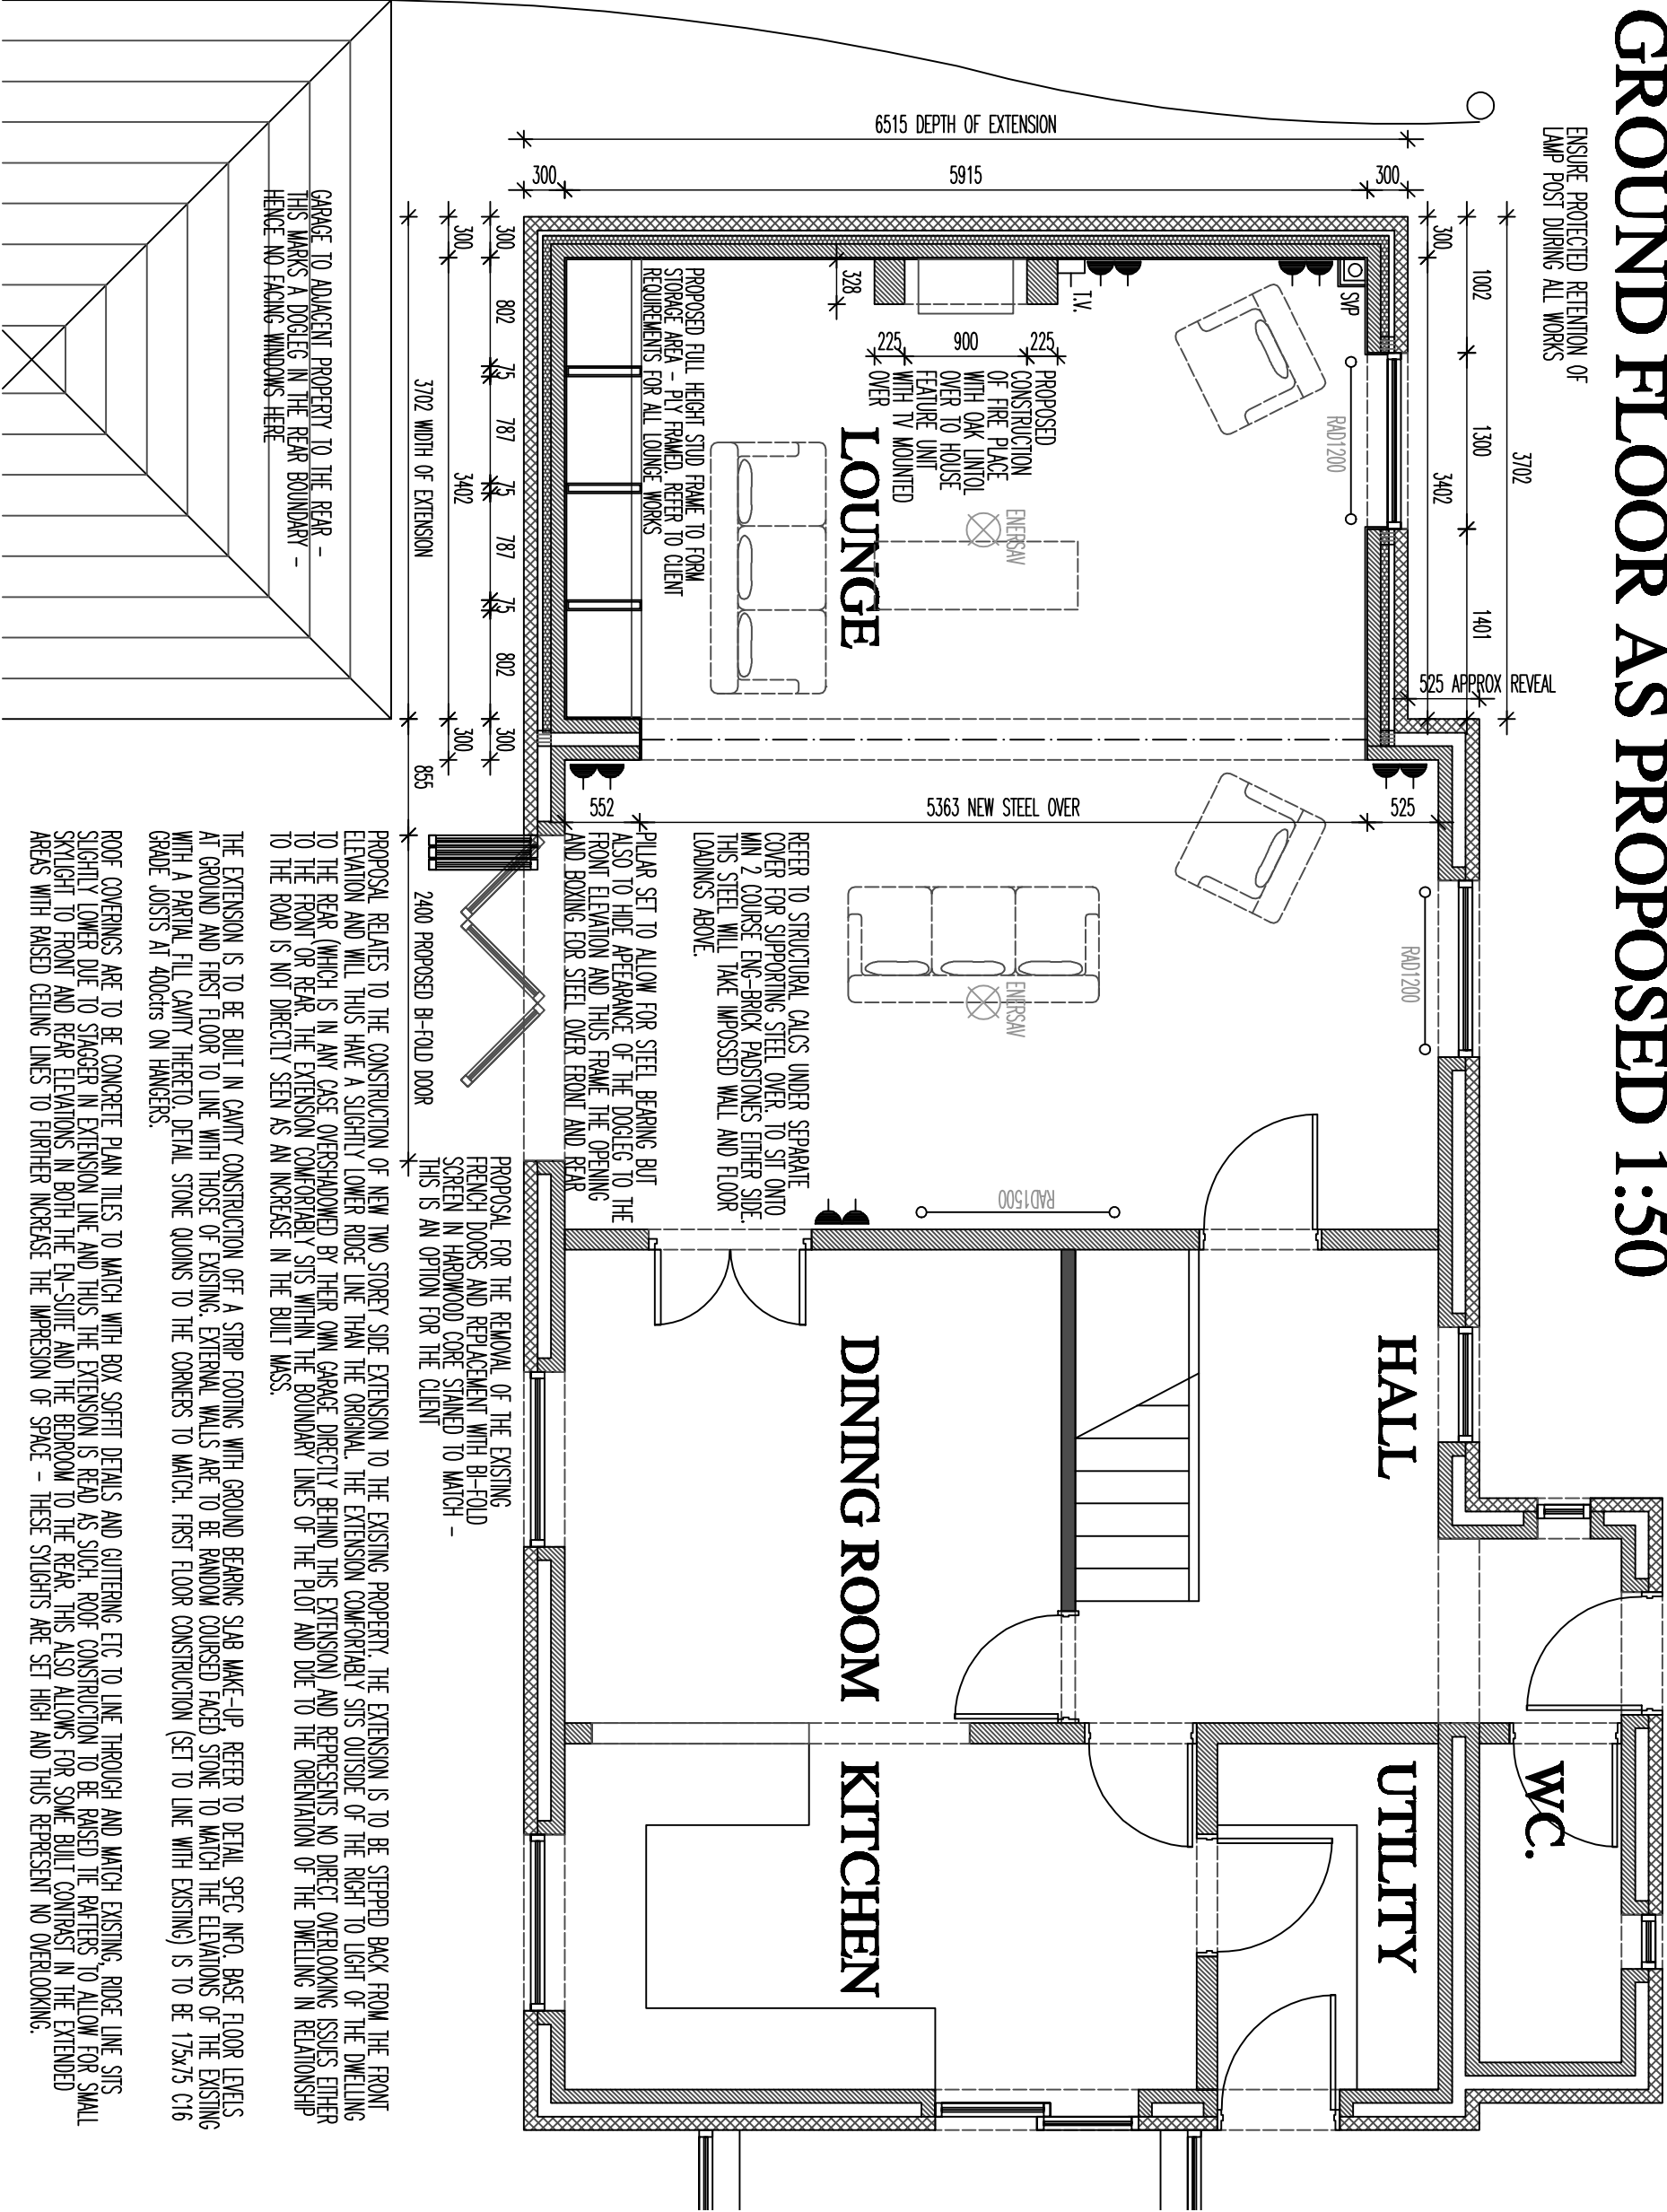 GROUND FLOOR AS PROPOSED 1:50
ENSURE PROTECTED RETENTION OF
LAMP POST DURING ALL WORKS
3702
1002
1300
1401
300
3402
525 APPROX REVEAL
6515 DEPTH OF EXTENSION
300
5915
300
SVP
RAD1200
T.V.
225
900
225
328
PROPOSED
CONSTRUCTION
OF FIRE PLACE
WITH OAK LINTOL
OVER TO HOUSE
FEATURE UNIT
WITH TV MOUNTED
OVER
ENERSAV
LOUNGE
PROPOSED FULL HEIGHT STUD FRAME TO FORM
STORAGE AREA - PLY FRAMED. REFER TO CLIENT
REQUIREMENTS FOR ALL LOUNGE WORKS
300
802
75
787
75
787
75
802
300
300
3402
300
3702 WIDTH OF EXTENSION
855
2400 PROPOSED BI-FOLD DOOR
GARAGE TO ADJACENT PROPERTY TO THE REAR -
THIS MARKS A DOGLEG IN THE REAR BOUNDARY -
HENCE NO FACING WINDOWS HERE
552
5363 NEW STEEL OVER
525
RAD1200
ENERSAV
RAD1500
REFER TO STRUCTURAL CALCS UNDER SEPARATE
COVER FOR SIPPORTING STEEL OVER. TO SIT ONTO
MIN 2 COURSE ENG-BRICK PADSTONES EITHER SIDE.
THIS STEEL WILL TAKE IMPOSSED WALL AND FLOOR
LOADINGS ABOVE.
PILLAR SET TO ALLOW FOR STEEL BEARING BUT
ALSO TO HIDE APEERANCE OF THE DOGLEG TO THE
FRONT ELEVATION AND THUS FRAME THE OPENING
AND BOXING FOR STEEL OVER FRONT AND REAR
HALL
DINING ROOM
WC.
UTILITY
KITCHEN
PROPOSAL FOR THE REMOVAL OF THE EXISTING
FRENCH DOORS AND REPLACEMENT WITH BI-FOLD
SCREEN IN HARDWOOD CORE STAINED TO MATCH -
THIS IS AN OPTION FOR THE CLIENT
PROPOSAL RELATES TO THE CONSTRUCTION OF NEW TWO STOREY SIDE EXTENSION TO THE EXISTING PROPERTY. THE EXTENSION IS TO BE STEPPED BACK FROM THE FRONT
ELEVATION AND WILL THUS HAVE A SLIGHTLY LOWER RIDGE LINE THAN THE ORIGINAL. THE EXTENSION COMFORTABLY SITS OUTSIDE OF THE RIGHT TO LIGHT OF THE DWELLING
TO THE REAR (WHICH IS IN ANY CASE OVERSHADOWED BY THEIR OWN GARAGE DIRECTLY BEHIND THIS EXTENSION) AND REPRESENTS NO DIRECT OVERLOOKING ISSUES EITHER
TO THE FRONT OR REAR. THE EXTENSION COMFORTABLY SITS WITHIN THE BOUNDARY LINES OF THE PLOT AND DUE TO THE ORIENTATION OF THE DWELLING IN RELATIONSHIP
TO THE ROAD IS NOT DIRECTLY SEEN AS AN INCREASE IN THE BUILT MASS.
THE EXTENSION IS TO BE BUILT IN CAVITY CONSTRUCTION OFF A STRIP FOOTING WITH GROUND BEARING SLAB MAKE-UP. REFER TO DETAIL SPEC INFO. BASE FLOOR LEVELS
AT GROUND AND FIRST FLOOR TO LINE WITH THOSE OF EXISTING. EXTERNAL WALLS ARE TO BE RANDOM COURSED FACED STONE TO MATCH THE ELEVATIONS OF THE EXISTING
WITH A PARTIAL FILL CAVITY THERETO. DETAIL STONE QUIONS TO THE CORNERS TO MATCH. FIRST FLOOR CONSTRUCTION (SET TO LINE WITH EXISTING) IS TO BE 175x75 C16
GRADE JOISTS AT 400crts ON HANGERS.
ROOF COVERINGS ARE TO BE CONCRETE PLAIN TILES TO MATCH WITH BOX SOFFIT DETAILS AND GUTTERING ETC TO LINE THROUGH AND MATCH EXISTING, RIDGE LINE SITS
SLIGHTLY LOWER DUE TO STAGGER IN EXTENSION LINE AND THUS THE EXTENSION IS READ AS SUCH. ROOF CONSTRUCTION TO BE RAISED TIE RAFTERS TO ALLOW FOR SMALL
SKYLIGHT TO FRONT AND REAR ELEVATIONS IN BOTH THE EN-SUITE AND THE BEDROOM TO THE REAR. THIS ALSO ALLOWS FOR SOME BUILT CONTRAST IN THE EXTENDED
AREAS WITH RAISED CEILING LINES TO FURTHER INCREASE THE IMPRESION OF SPACE - THESE SYLIGHTS ARE SET HIGH AND THUS REPRESENT NO OVERLOOKING.